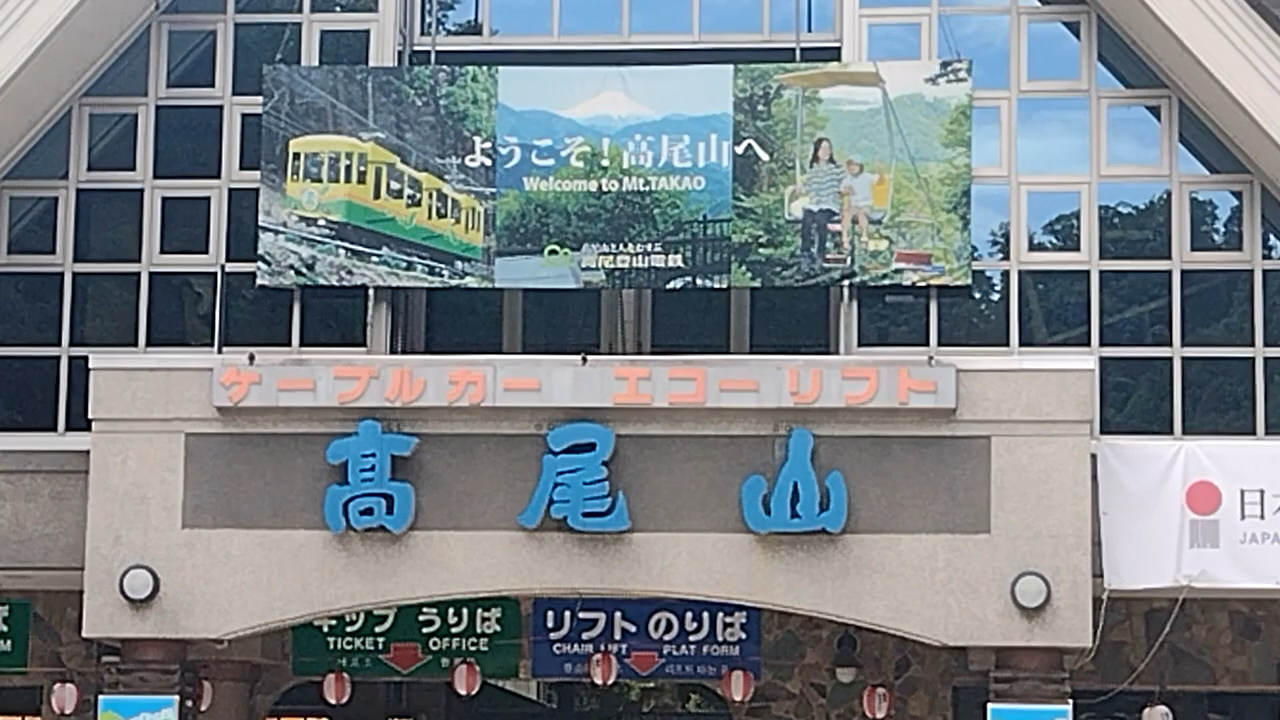 ようこそ！高尾山へ
Welcome to Mt.TAKAO
高尾登山電鉄
ケーブルカー エコーリフト
髙尾山
日
JAPA
キップ うりば
TICKET OFFICE
リフト のりば
CHAIR LIFT PLAT FORM